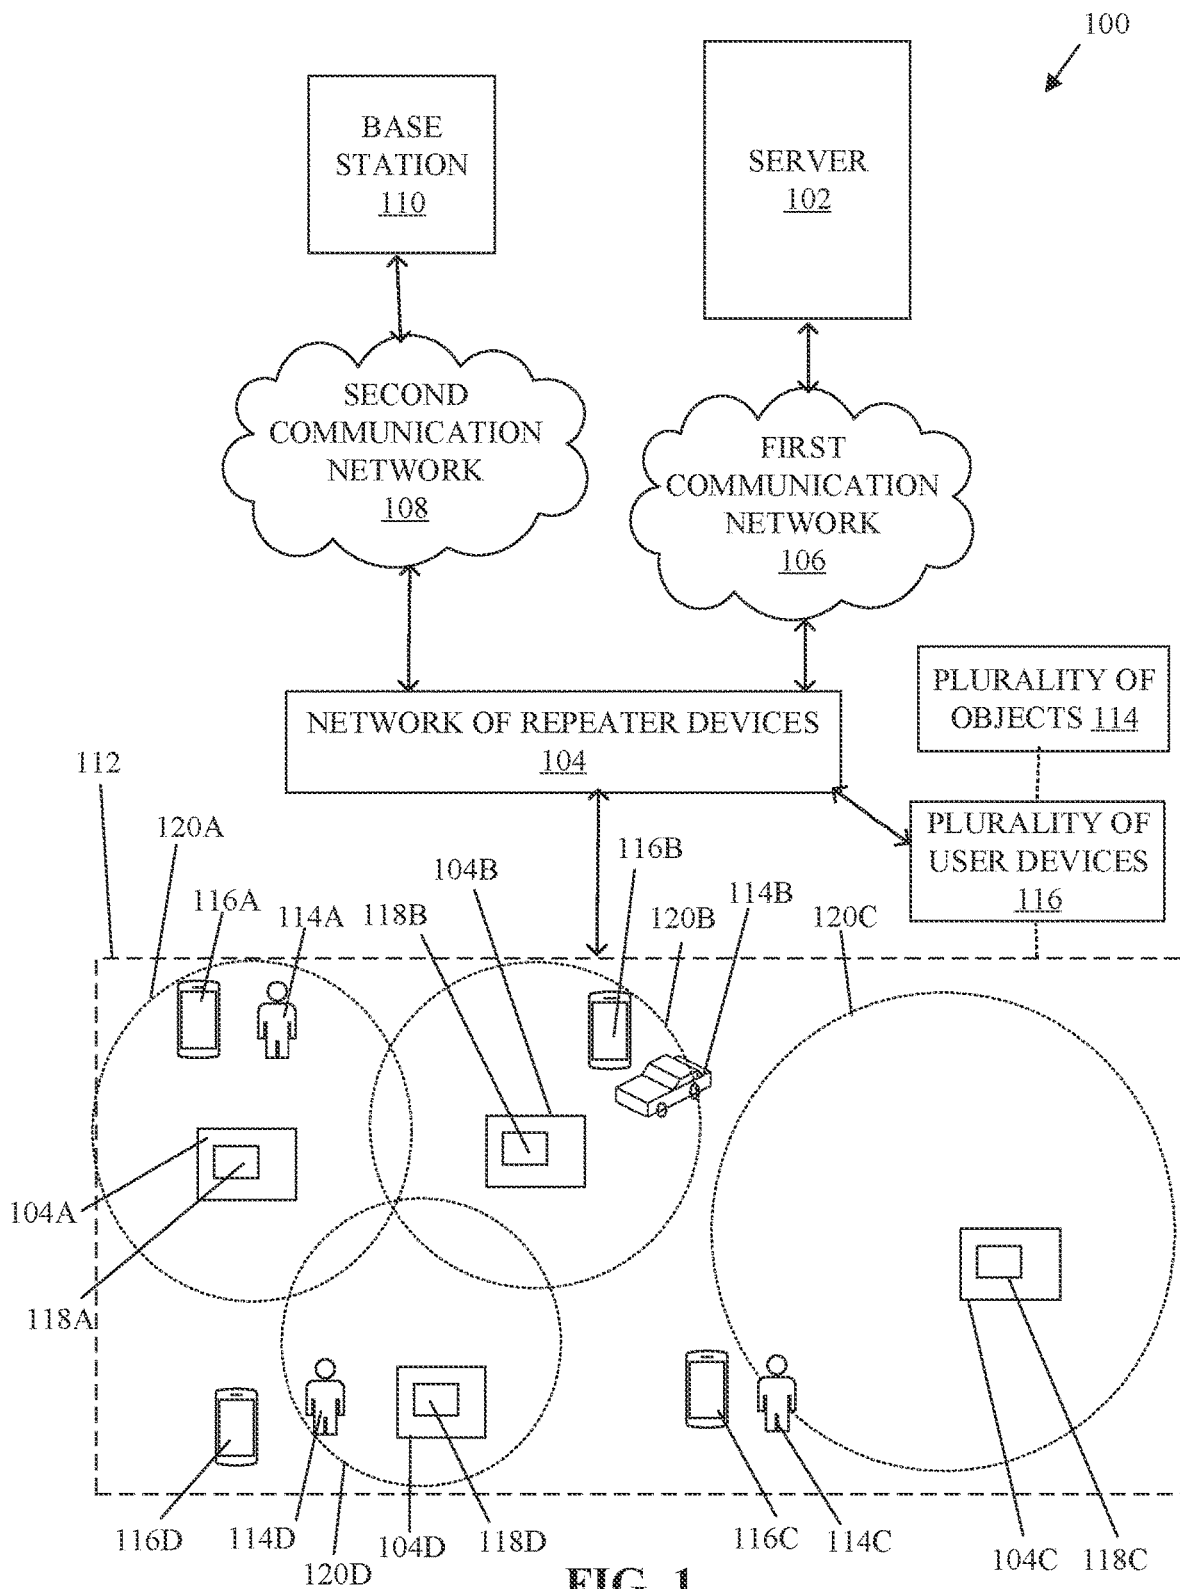 100
BASE
STATION
110
SERVER
102
SECOND
COMMUNICATION
NETWORK
108
FIRST
COMMUNICATION
NETWORK
106
PLURALITY OF
OBJECTS 114
NETWORK OF REPEATER DEVICES
104
112
PLURALITY OF
USER DEVICES
116
120A
116B
104B
116A
114A
118B
120B
114B
120C
104A
118A
116D
114D
120D
104D
118D
116C
114C
104C
118C
FIG. 1